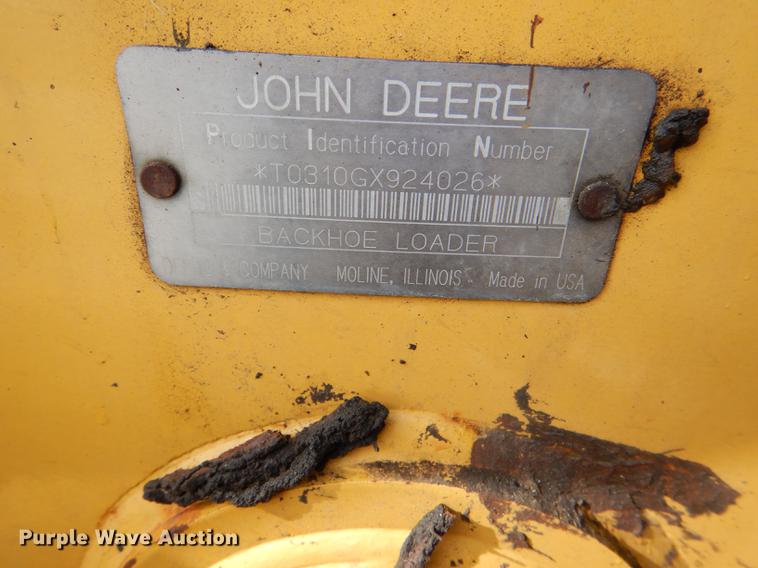 JOHN DEERE
Product Identification Number
*T0310GX924026*
BACKHOE LOADER
& COMPANY MOLINE, ILLINOIS Made in USA
Purple Wave Auction